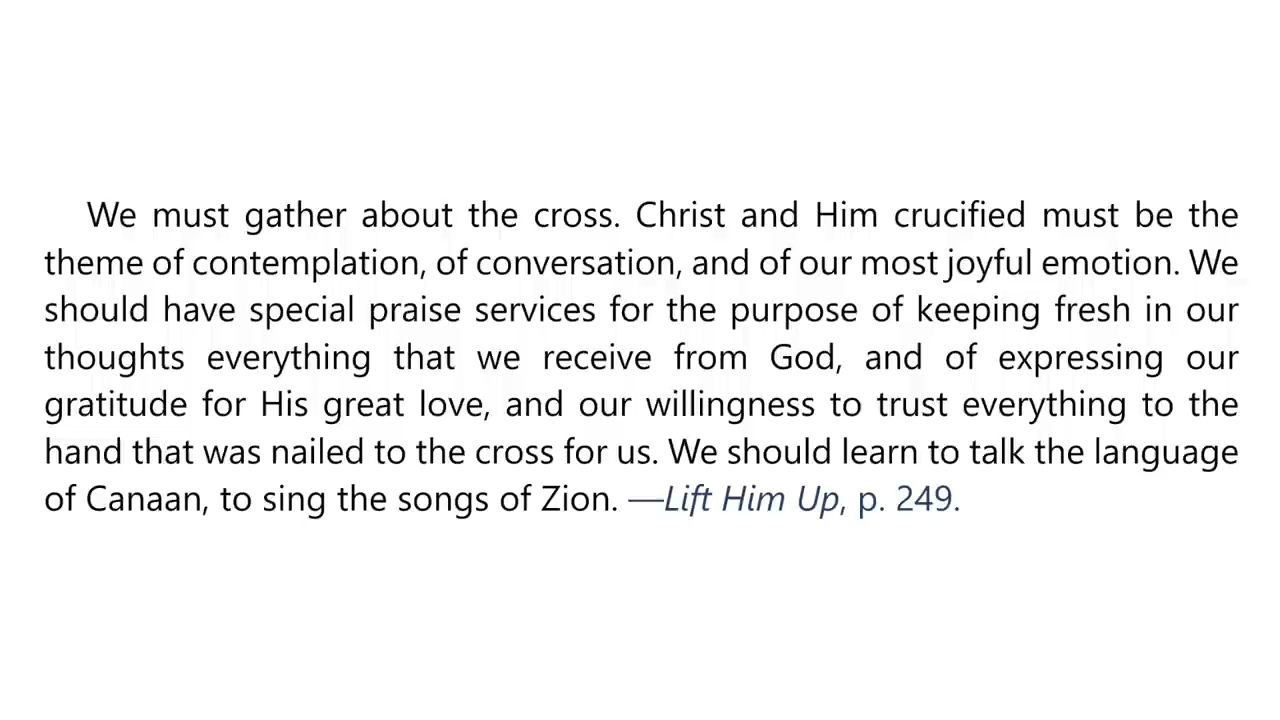 We must gather about the cross. Christ and Him crucified must be the
theme of contemplation, of conversation, and of our most joyful emotion. We
should have special praise services for the purpose of keeping fresh in our
thoughts everything that we receive from God, and of expressing our
gratitude for His great love, and our willingness to trust everything to the
hand that was nailed to the cross for us. We should learn to talk the language
of Canaan, to sing the songs of Zion. —Lift Him Up, p. 249.